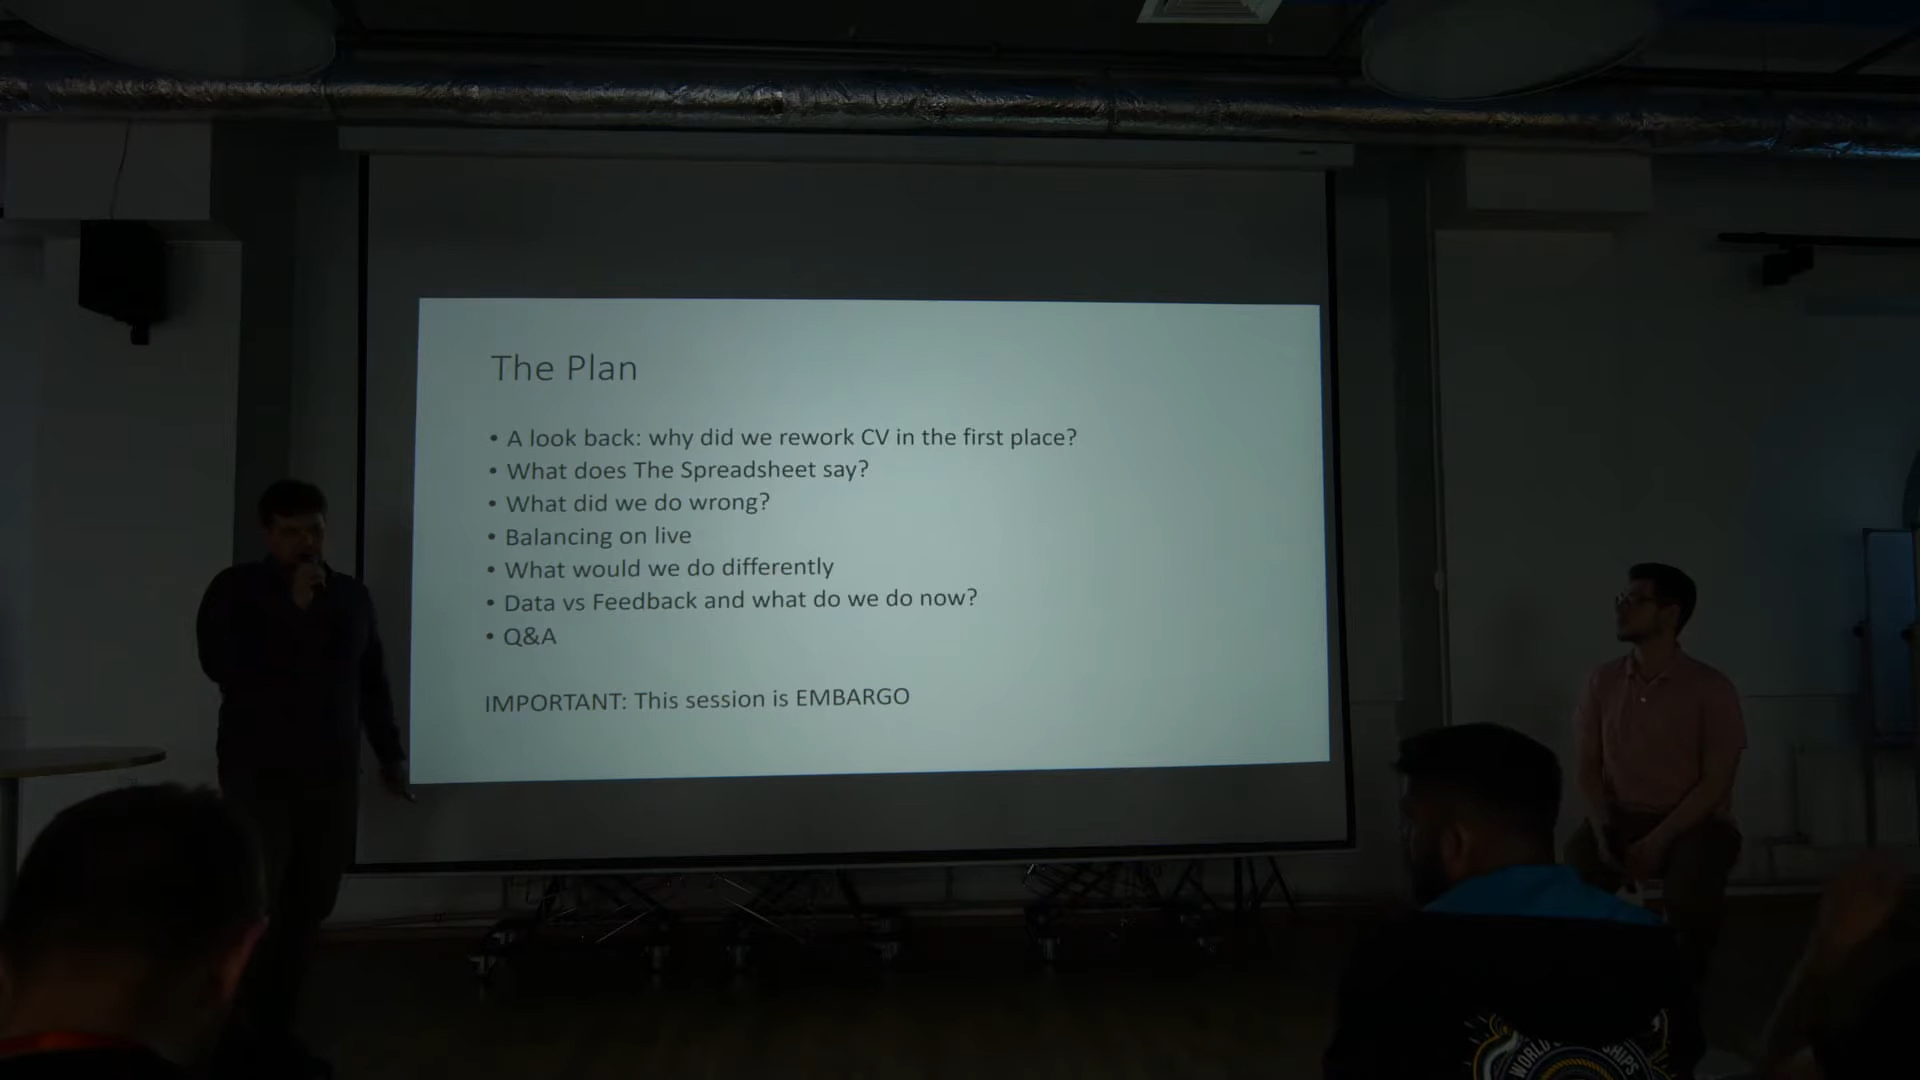 The Plan
• A look back: why did we rework CV in the first place?
• What does The Spreadsheet say?
• What did we do wrong?
• Balancing on live
• What would we do differently
• Data vs Feedback and what do we do now?
• Q&A
IMPORTANT: This session is EMBARGO